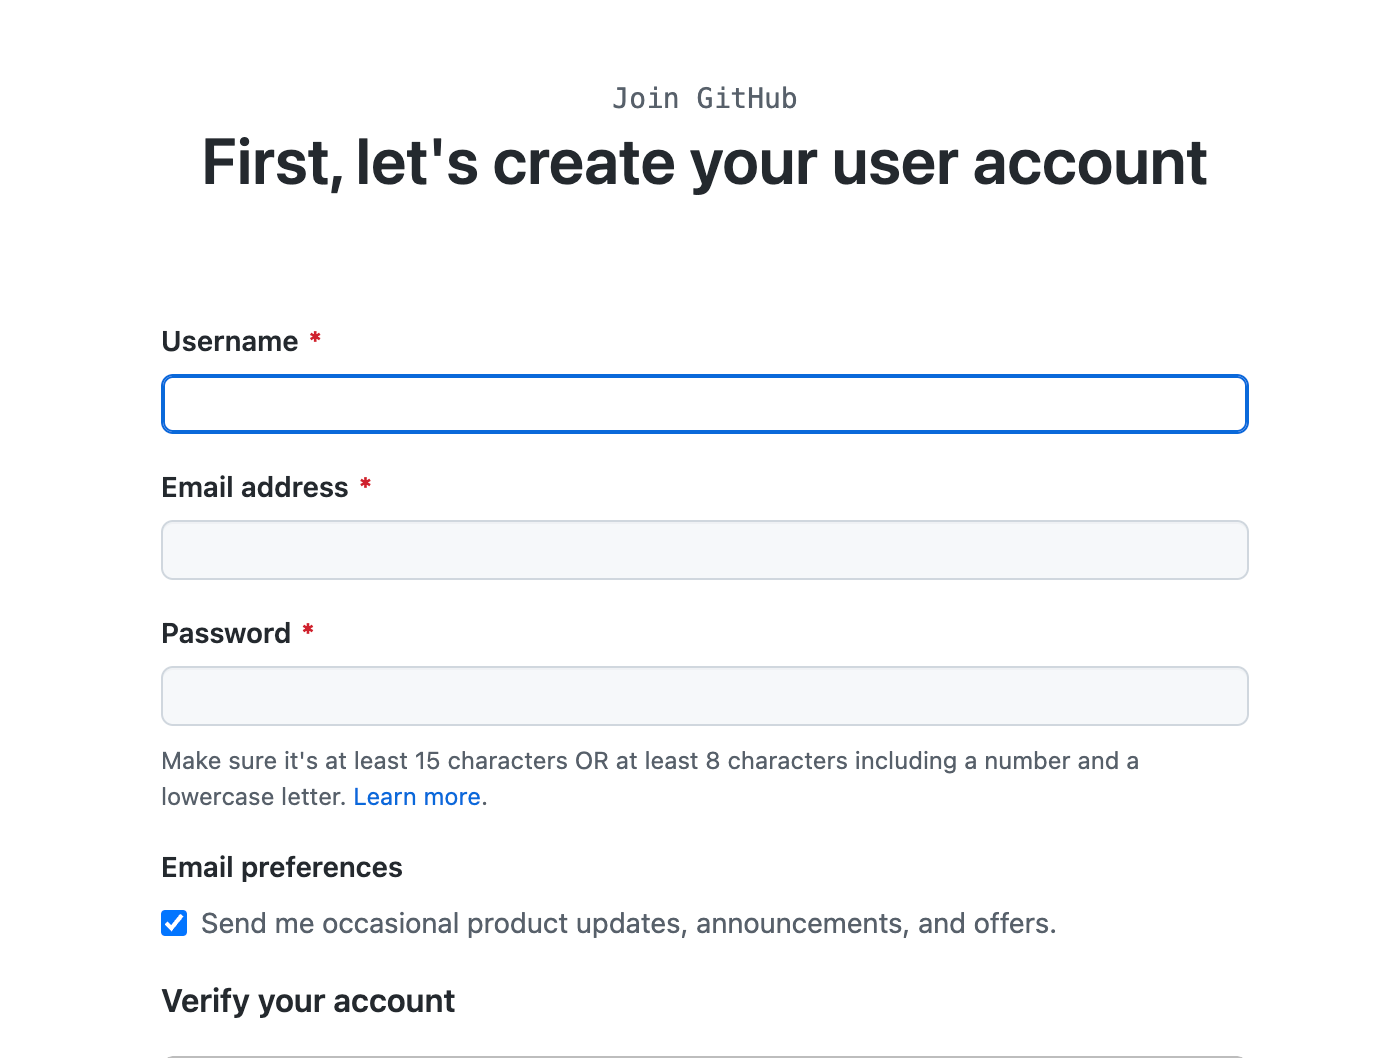 Join GitHub
First, let's create your user account
Username *
Email address *
Password *
Make sure it's at least 15 characters OR at least 8 characters including a number and a
lowercase letter. Learn more.
Email preferences
Send me occasional product updates, announcements, and offers.
Verify your account